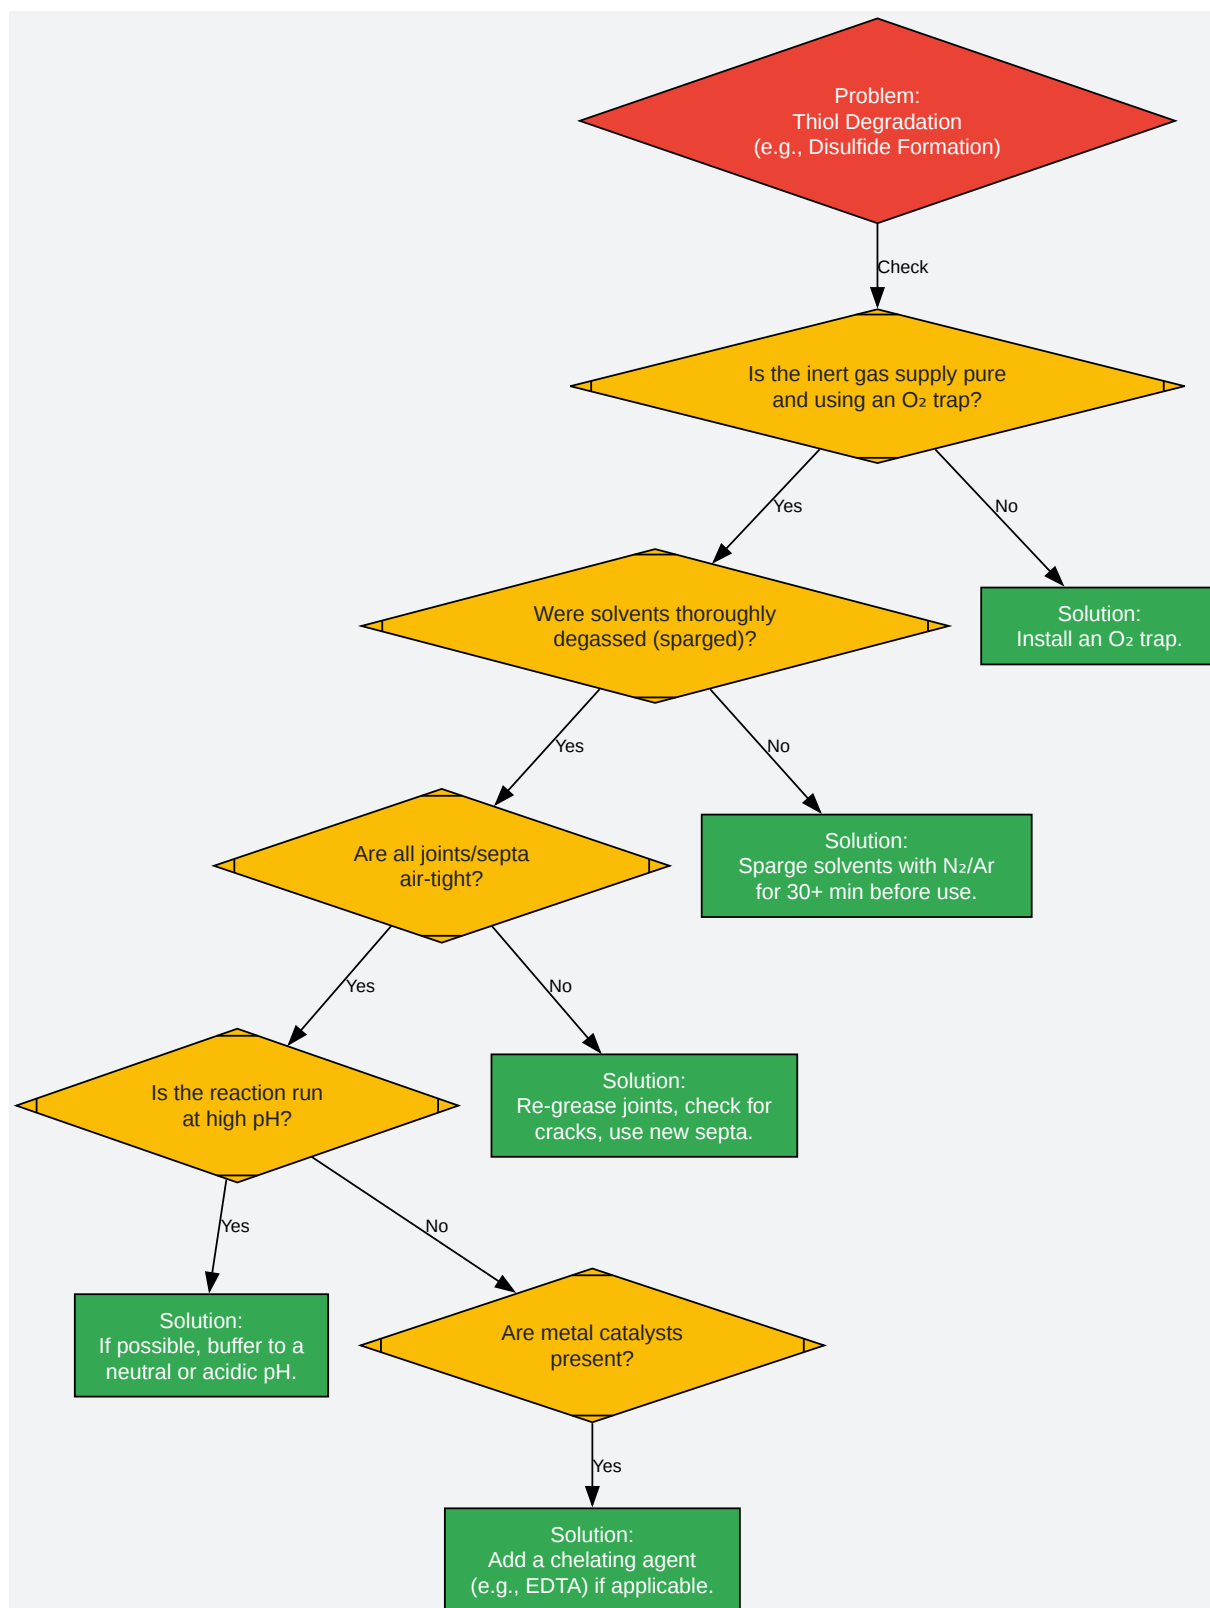 Problem:
Thiol Degradation
(e.g., Disulfide Formation)
Check
Is the inert gas supply pure
and using an O₂ trap?
Yes
No
Were solvents thoroughly
degassed (sparged)?
Solution:
Install an O₂ trap.
Yes
No
Are all joints/septa
air-tight?
Solution:
Sparge solvents with N₂/Ar
for 30+ min before use.
Yes
No
Is the reaction run
at high pH?
Solution:
Re-grease joints, check for
cracks, use new septa.
Yes
No
Solution:
If possible, buffer to a
neutral or acidic pH.
Are metal catalysts
present?
Yes
Solution:
Add a chelating agent
(e.g., EDTA) if applicable.